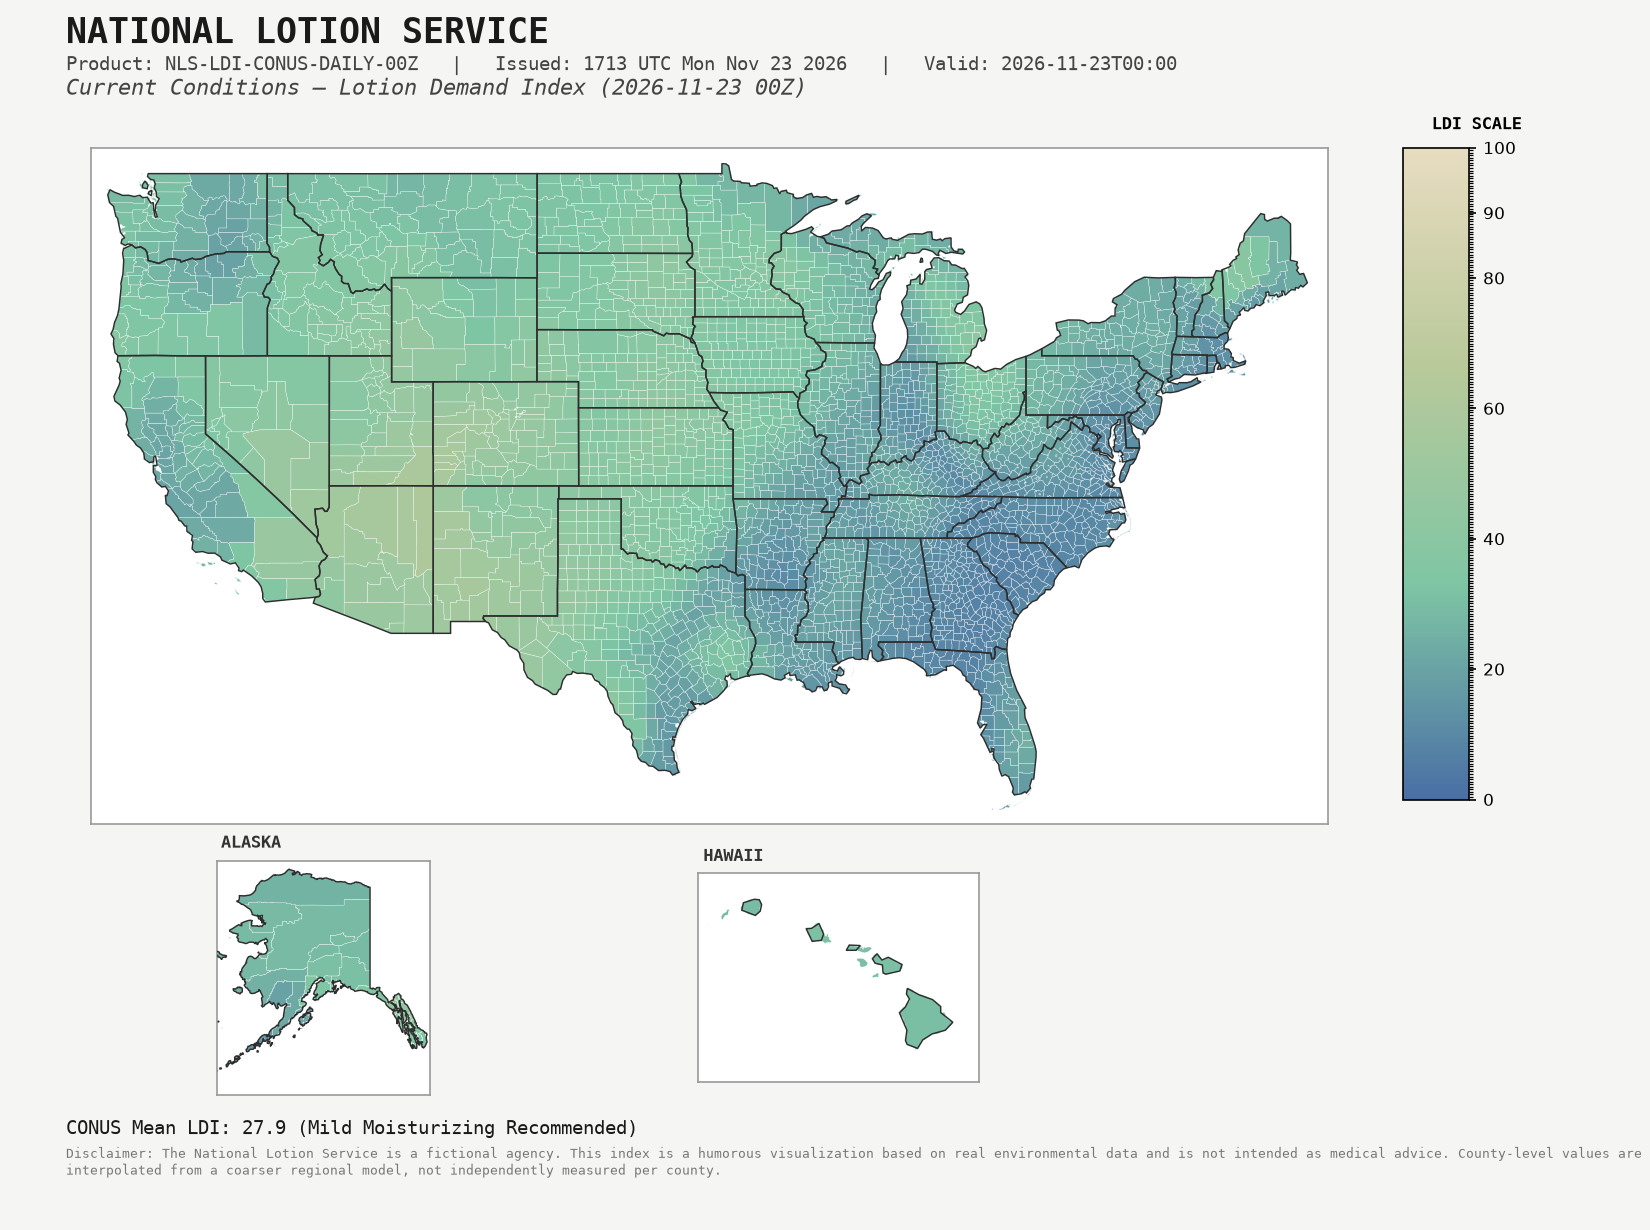 NATIONAL LOTION SERVICE
Product: NLS-LDI-CONUS-DAILY-00Z | Issued: 1713 UTC Mon Nov 23 2026 | Valid: 2026-11-23T00:00
Current Conditions — Lotion Demand Index (2026-11-23 00Z)
LDI SCALE
100
90
80
60
40
20
0
ALASKA
HAWAII
CONUS Mean LDI: 27.9 (Mild Moisturizing Recommended)
Disclaimer: The National Lotion Service is a fictional agency. This index is a humorous visualization based on real environmental data and is not intended as medical advice. County-level values are
interpolated from a coarser regional model, not independently measured per county.